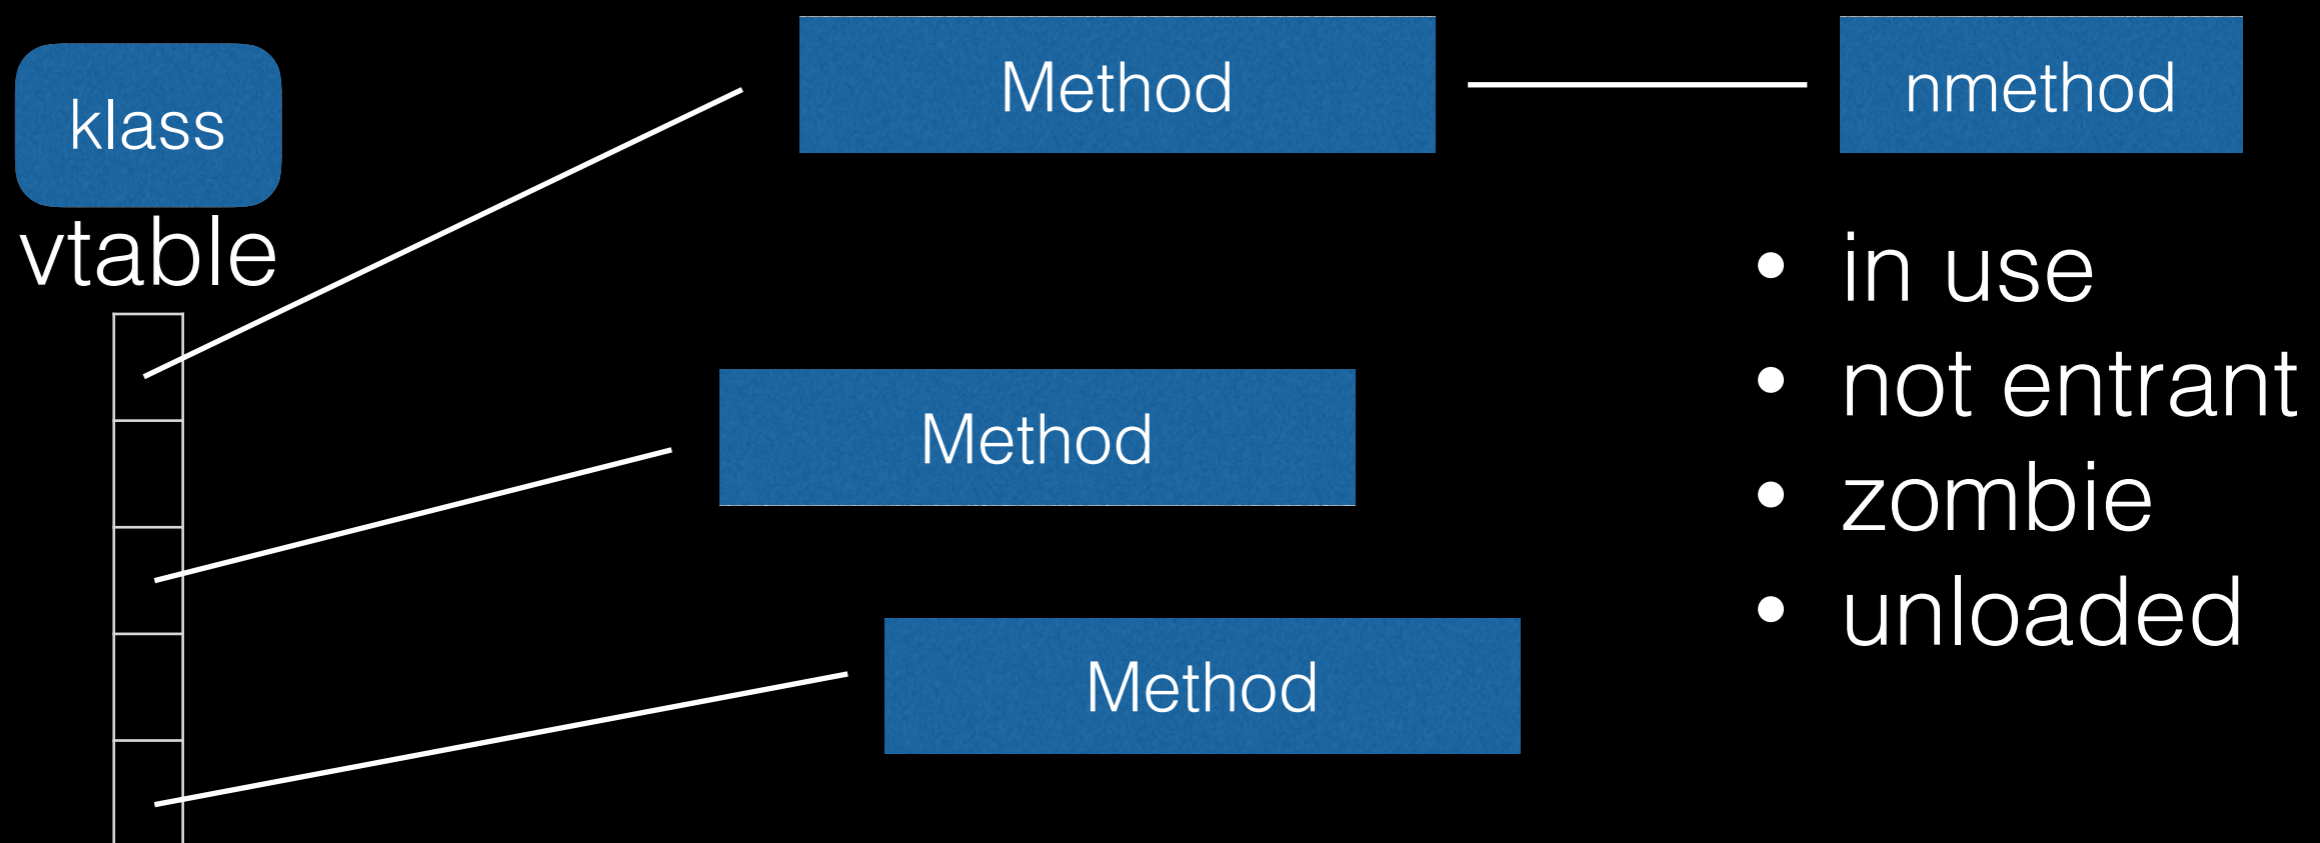 klass
vtable
Method
Method
Method
nmethod
• in use
• not entrant
• zombie
• unloaded